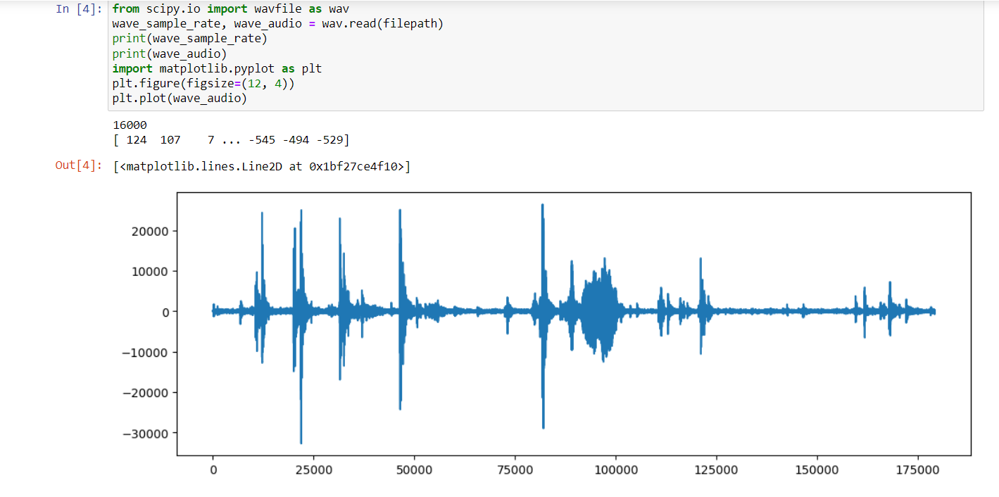 In [4]: from scipy.io import wavfile as wav
wave_sample_rate, wave_audio = wav.read(filepath)
print(wave_sample_rate)
print(wave_audio)
import matplotlib.pyplot as plt
plt.figure(figsize=(12, 4))
plt.plot(wave_audio)
16000
[ 124  107    7 ... -545 -494 -529]
Out[4]: [<matplotlib.lines.Line2D at 0x1bf27ce4f10>]
20000
10000
0
−10000
−20000
−30000
0 25000 50000 75000 100000 125000 150000 175000